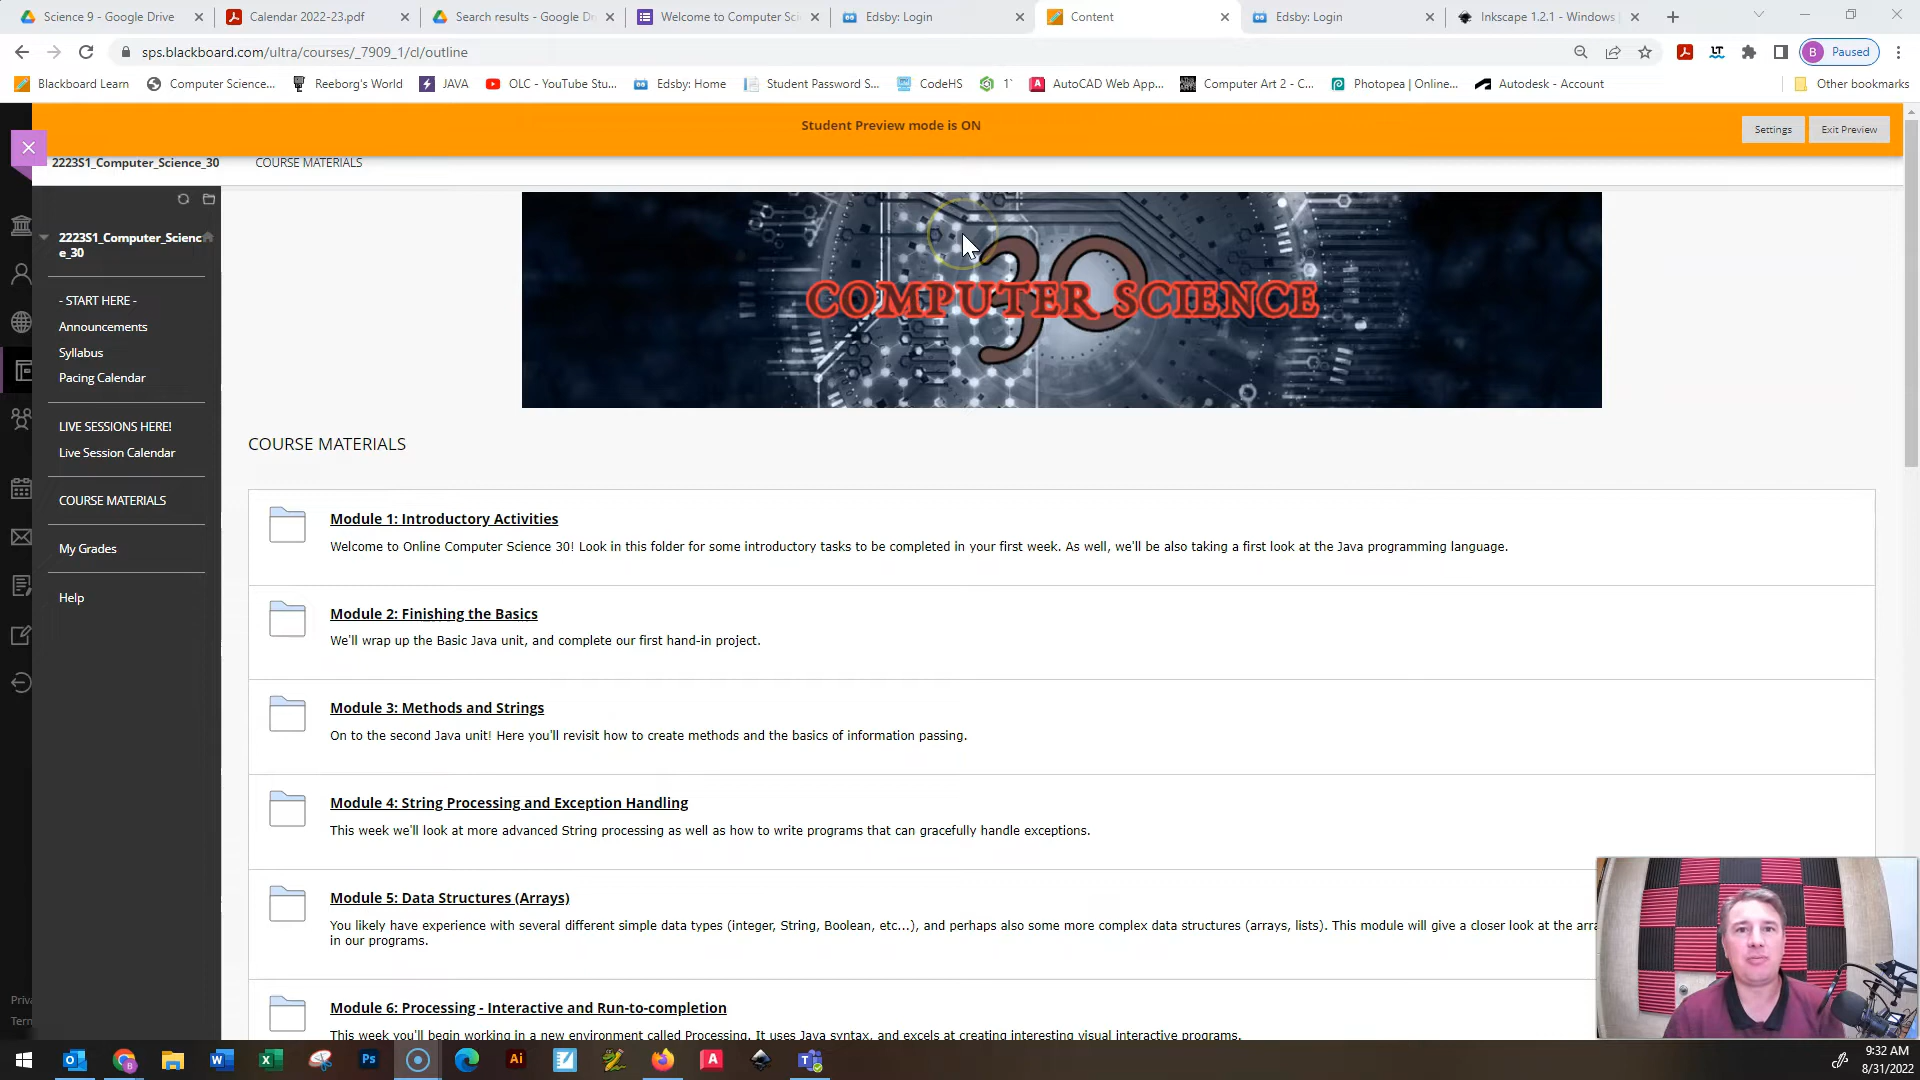 Science 9 - Google Drive
Calendar 2022-23.pdf
Search results - Google Dr
Welcome to Computer Sci
Edsby: Login
Content
Edsby: Login
Inkscape 1.2.1 - Windows
sps.blackboard.com/ultra/courses/_7909_1/cl/outline
B Paused
Blackboard Learn
Computer Science...
Reeborg's World
JAVA
OLC - YouTube Stu...
Edsby: Home
Student Password S...
CodeHS
1`
AutoCAD Web App...
Computer Art 2 - C...
Photopea | Online...
Autodesk - Account
Other bookmarks
Student Preview mode is ON
Settings
Exit Preview
2223S1_Computer_Science_30
COURSE MATERIALS
2223S1_Computer_Scienc
e_30
- START HERE -
Announcements
Syllabus
Pacing Calendar
LIVE SESSIONS HERE!
Live Session Calendar
COURSE MATERIALS
My Grades
Help
Priv
Tern
30
COMPUTER SCIENCE
COURSE MATERIALS
Module 1: Introductory Activities
Welcome to Online Computer Science 30! Look in this folder for some introductory tasks to be completed in your first week. As well, we'll be also taking a first look at the Java programming language.
Module 2: Finishing the Basics
We'll wrap up the Basic Java unit, and complete our first hand-in project.
Module 3: Methods and Strings
On to the second Java unit! Here you'll revisit how to create methods and the basics of information passing.
Module 4: String Processing and Exception Handling
This week we'll look at more advanced String processing as well as how to write programs that can gracefully handle exceptions.
Module 5: Data Structures (Arrays)
You likely have experience with several different simple data types (integer, String, Boolean, etc...), and perhaps also some more complex data structures (arrays, lists). This module will give a closer look at the arra
in our programs.
Module 6: Processing - Interactive and Run-to-completion
This week you'll begin working in a new environment called Processing. It uses Java syntax, and excels at creating interesting visual interactive programs.
9:32 AM
8/31/2022